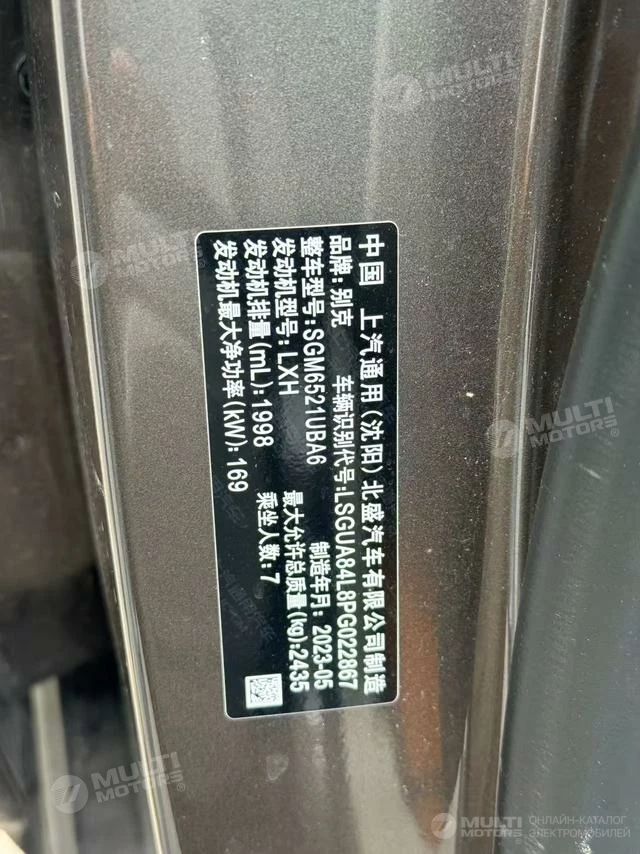 中国 上汽通用(沈阳)北盛汽车有限公司制造
品牌: 别克 车辆识别代号:LSGUA84L8PG022867
整车型号: SGM6521UBA6 制造年月: 2023-05
发动机型号: LXH 最大允许总质量(kg):2435
发动机排量(mL): 1998 乘坐人数: 7
发动机最大净功率(kW): 169
MULTI MOTORS
MULTI MOTORS
MULTI MOTORS
MULTI MOTORS
MULTI MOTORS
ОНЛАЙН-КАТАЛОГ
ЭЛЕКТРОМОБИЛЕЙ